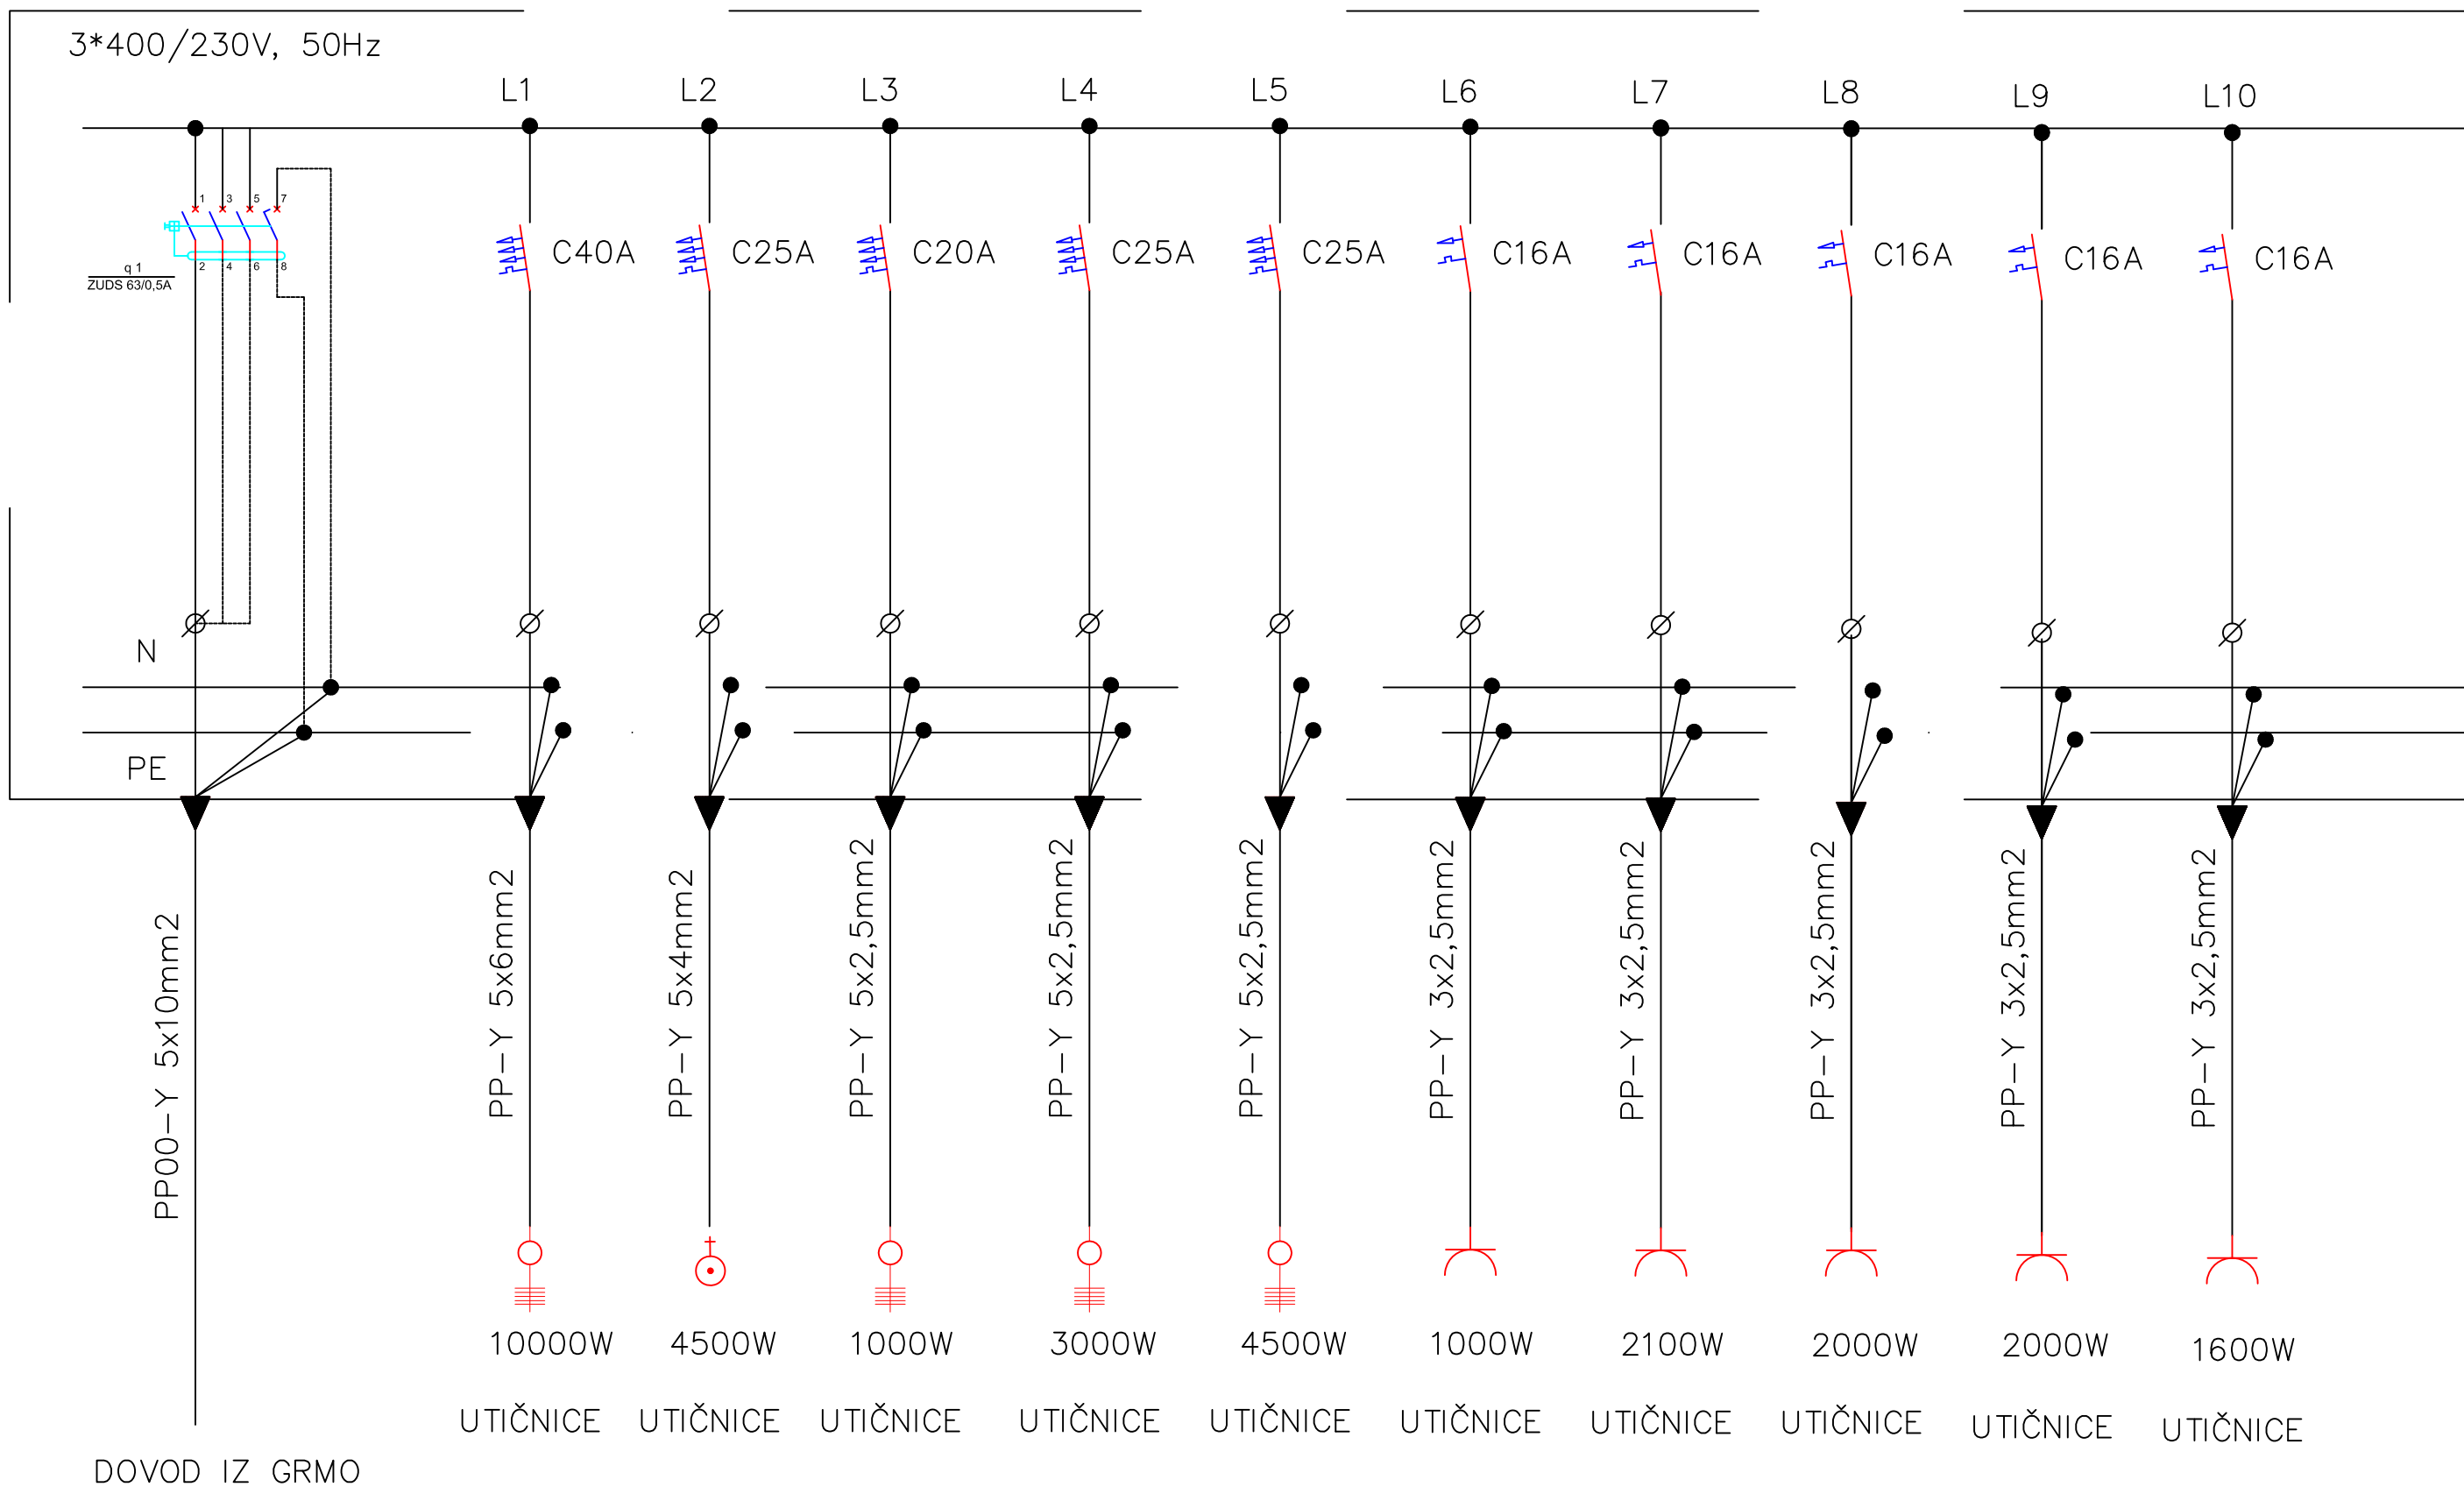 3*400/230V, 50Hz
L1 L2 L3 L4 L5 L6 L7 L8 L9 L10
1 3 5 7
C40A C25A C20A C25A C25A C16A C16A C16A C16A C16A
2 4 6 8
q 1
ZUDS 63/0,5A
N
PE
PP00-Y 5x10mm2
PP-Y 5x6mm2
PP-Y 5x4mm2
PP-Y 5x2,5mm2
PP-Y 5x2,5mm2
PP-Y 5x2,5mm2
PP-Y 3x2,5mm2
PP-Y 3x2,5mm2
PP-Y 3x2,5mm2
PP-Y 3x2,5mm2
PP-Y 3x2,5mm2
10000W 4500W 1000W 3000W 4500W 1000W 2100W 2000W 2000W 1600W
UTIČNICE UTIČNICE UTIČNICE UTIČNICE UTIČNICE UTIČNICE UTIČNICE UTIČNICE UTIČNICE UTIČNICE
DOVOD IZ GRMO